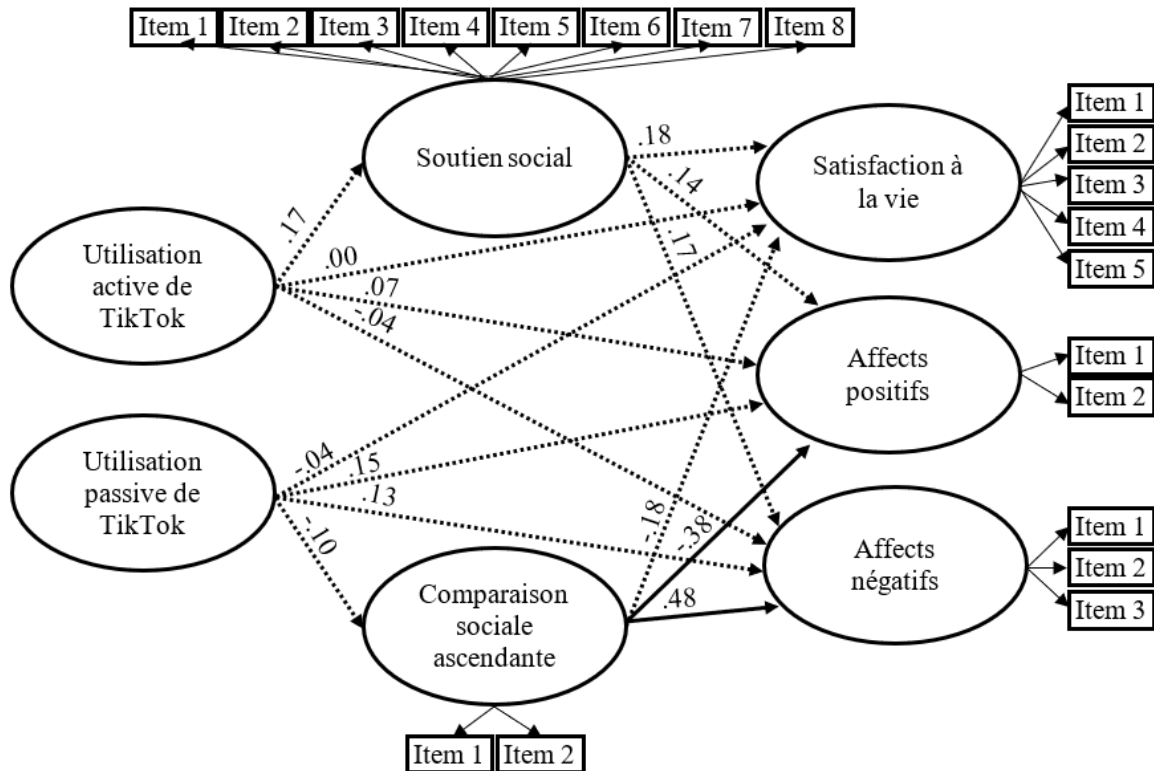 Item 1 Item 2 Item 3 Item 4 Item 5 Item 6 Item 7 Item 8
Soutien social
.18
.14
.17
Satisfaction à
la vie
Item 1
Item 2
Item 3
Item 4
Item 5
.17
Utilisation
active de
TikTok
.00
.07
-.04
Affects
positifs
Item 1
Item 2
Utilisation
passive de
TikTok
-.04
.15
.13
-.10
-.18
-.38
.48
Affects
négatifs
Item 1
Item 2
Item 3
Comparaison
sociale
ascendante
Item 1 Item 2